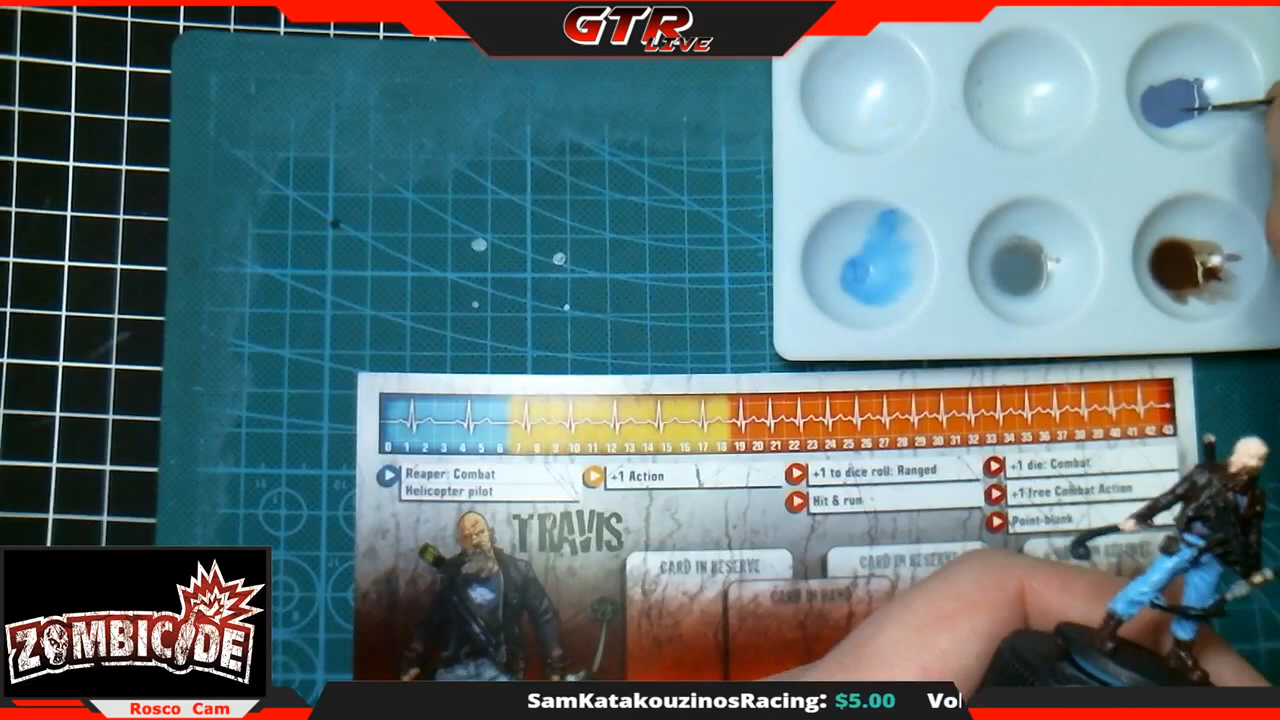 GTR
LIVE
0 1 2 3 4 5 6 7 8 9 10 11 12 13 14 15 16 17 18 19 20 21 22 23 24 25 26 27 28 29 30 31 32 33 34 35 36 37 38 39 40 41 42 43
Reaper: Combat
Helicopter pilot
+1 Action
+1 to dice roll: Ranged
Hit & run
+1 die: Combat
+1 free Combat Action
Point-blank
TRAVIS
CARD IN RESERVE
CARD IN RESERVE
CARD IN RESERVE
CARD IN HAND
ZOMBICIDE
Rosco Cam
SamKatakouzinosRacing: $5.00 Vol